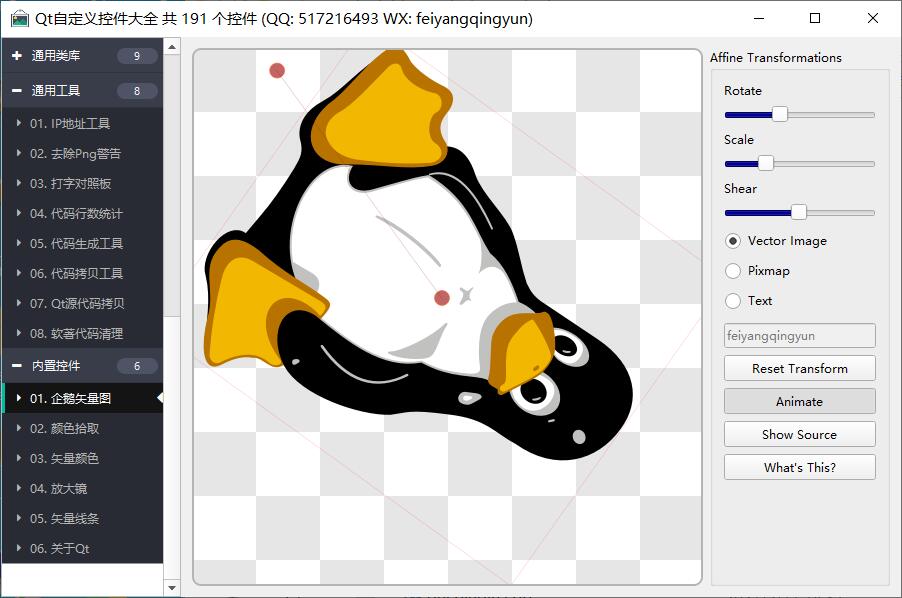 Qt自定义控件大全 共 191 个控件 (QQ: 517216493 WX: feiyangqingyun)
通用类库 9
通用工具 8
01. IP地址工具
02. 去除Png警告
03. 打字对照板
04. 代码行数统计
05. 代码生成工具
06. 代码拷贝工具
07. Qt源代码拷贝
08. 软著代码清理
内置控件 6
01. 企鹅矢量图
02. 颜色拾取
03. 矢量颜色
04. 放大镜
05. 矢量线条
06. 关于Qt
Affine Transformations
Rotate
Scale
Shear
Vector Image
Pixmap
Text
feiyangqingyun
Reset Transform
Animate
Show Source
What's This?